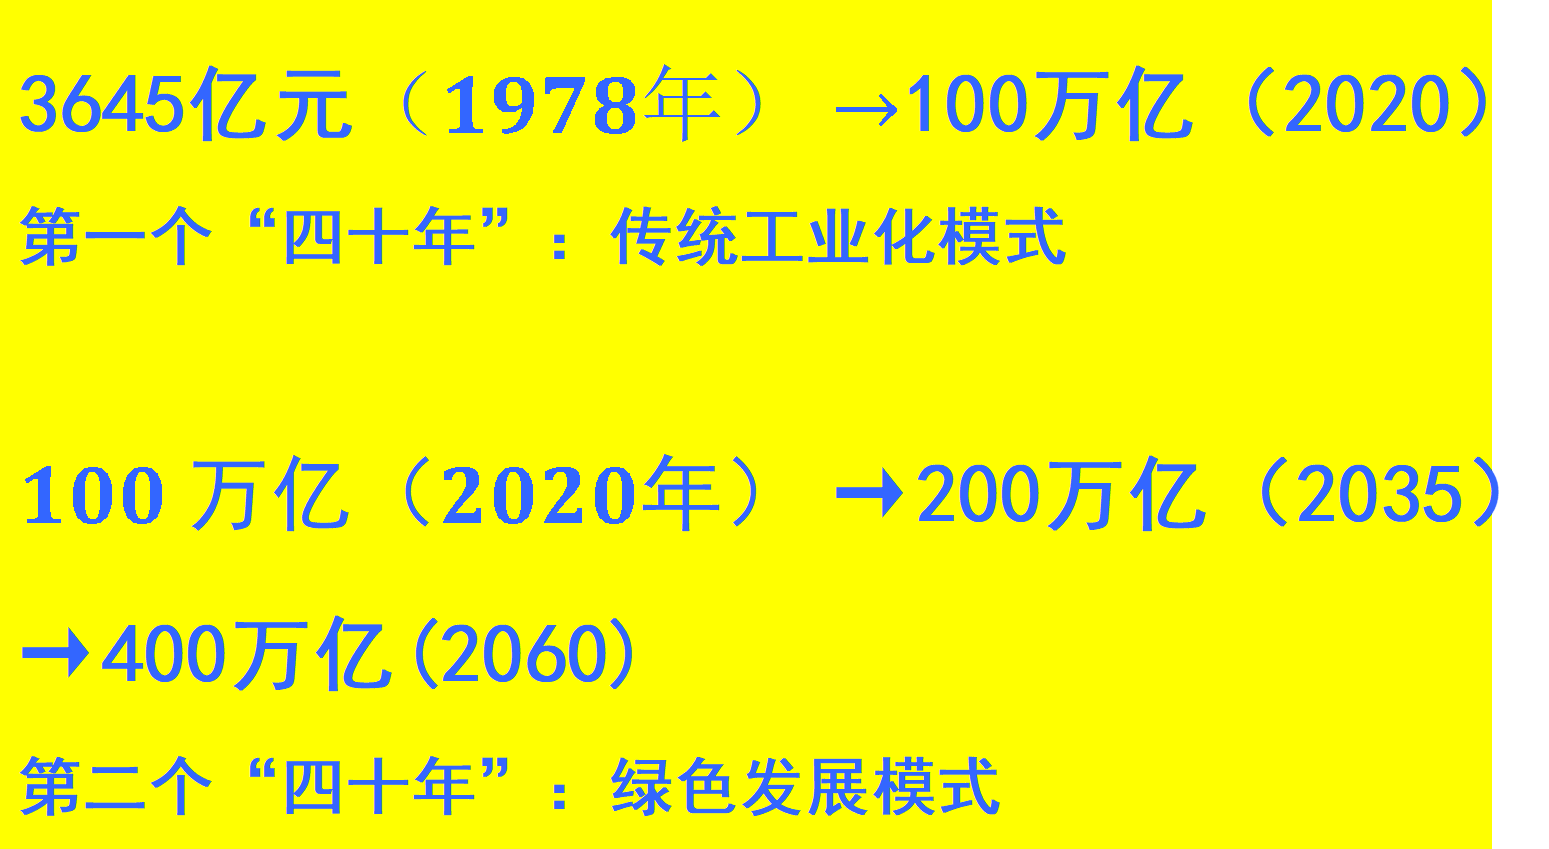 3645亿元（1978年） →100万亿（2020）
第一个“四十年”：传统工业化模式
100 万亿（2020年） →200万亿（2035）
→400万亿(2060)
第二个“四十年”：绿色发展模式